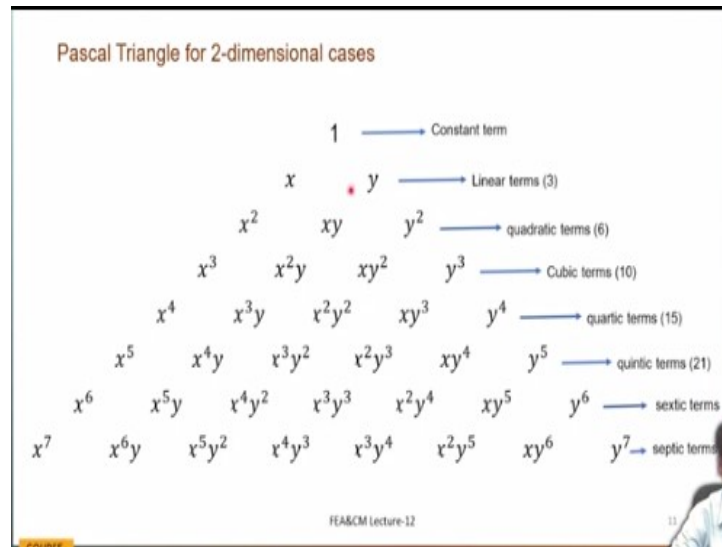 Pascal Triangle for 2-dimensional cases
1 Constant term
x y Linear terms (3)
x² xy y² quadratic terms (6)
x³ x²y xy² y³ Cubic terms (10)
x⁴ x³y x²y² xy³ y⁴ quartic terms (15)
x⁵ x⁴y x³y² x²y³ xy⁴ y⁵ quintic terms (21)
x⁶ x⁵y x⁴y² x³y³ x²y⁴ xy⁵ y⁶ sextic terms
x⁷ x⁶y x⁵y² x⁴y³ x³y⁴ x²y⁵ xy⁶ y⁷ septic terms
FEA&CM Lecture-12 11